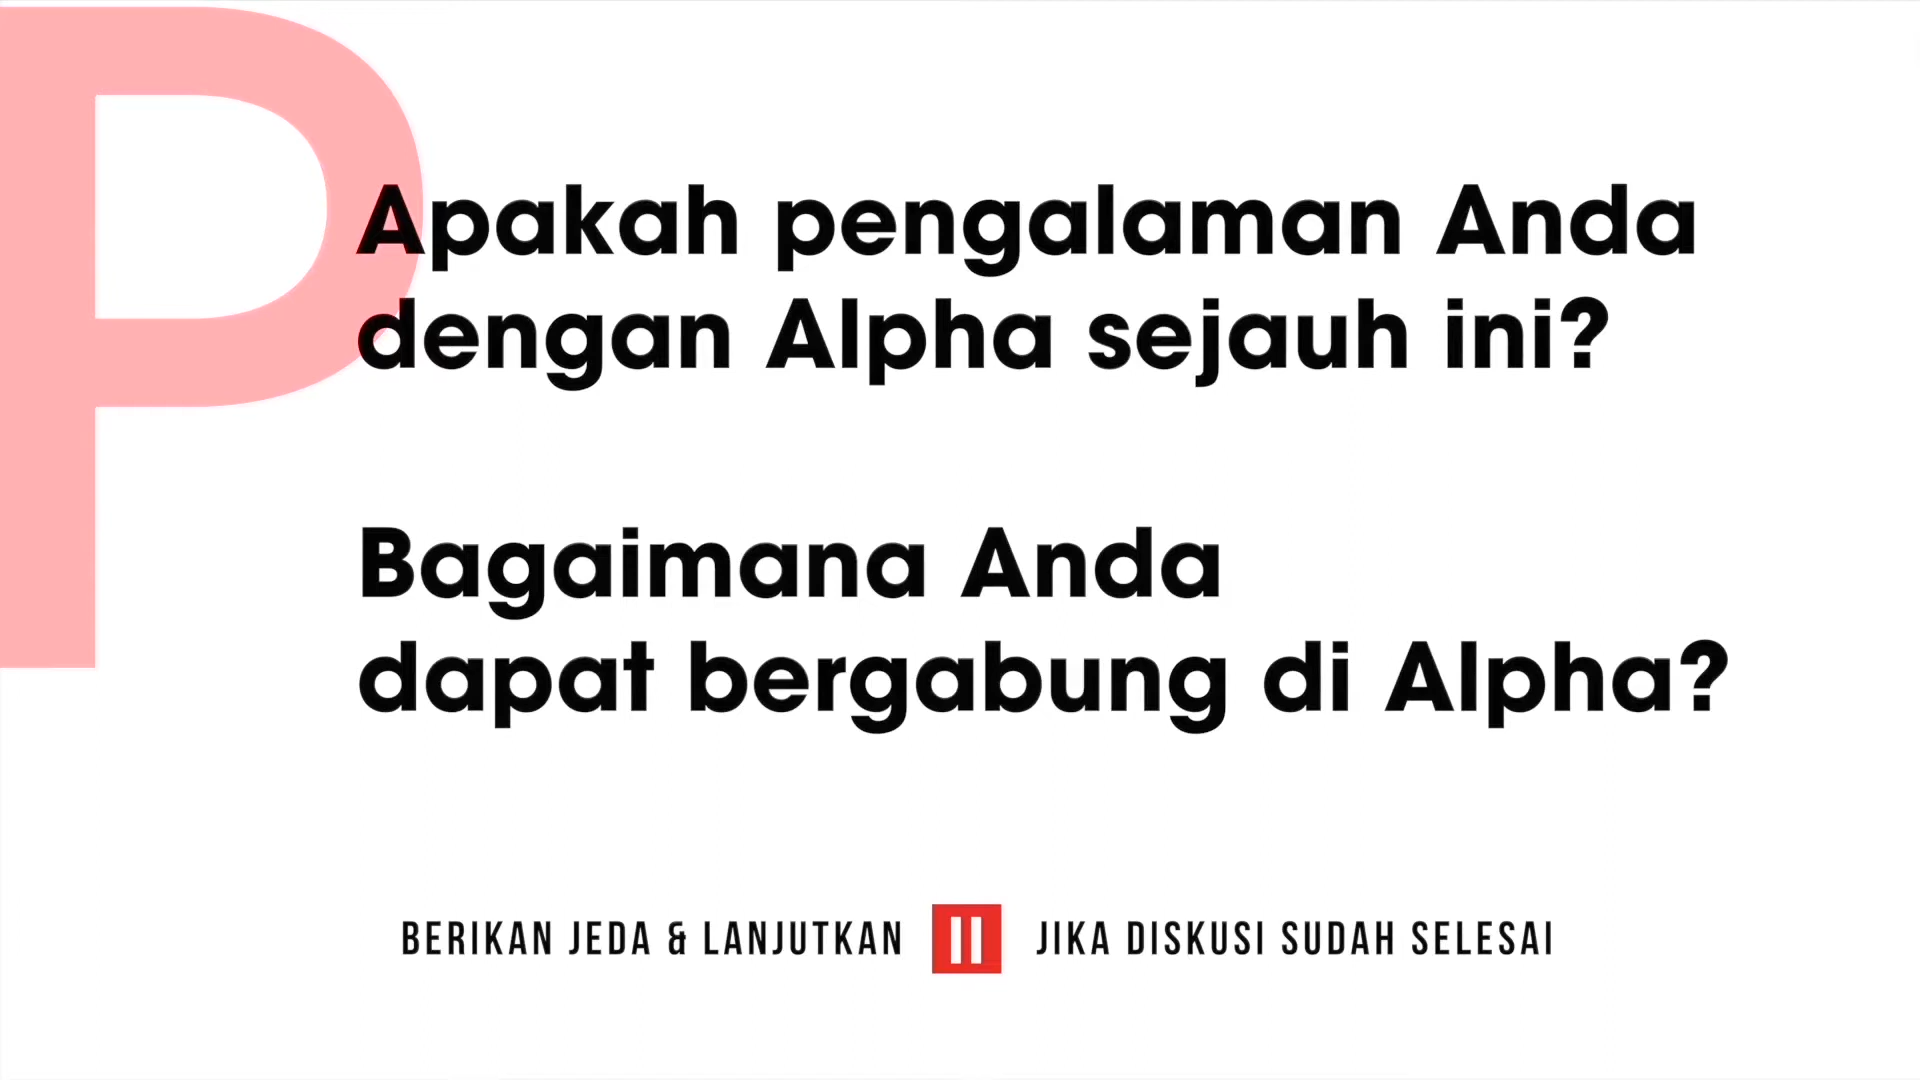 P
Apakah pengalaman Anda
dengan Alpha sejauh ini?
Bagaimana Anda
dapat bergabung di Alpha?
BERIKAN JEDA & LANJUTKAN JIKA DISKUSI SUDAH SELESAI